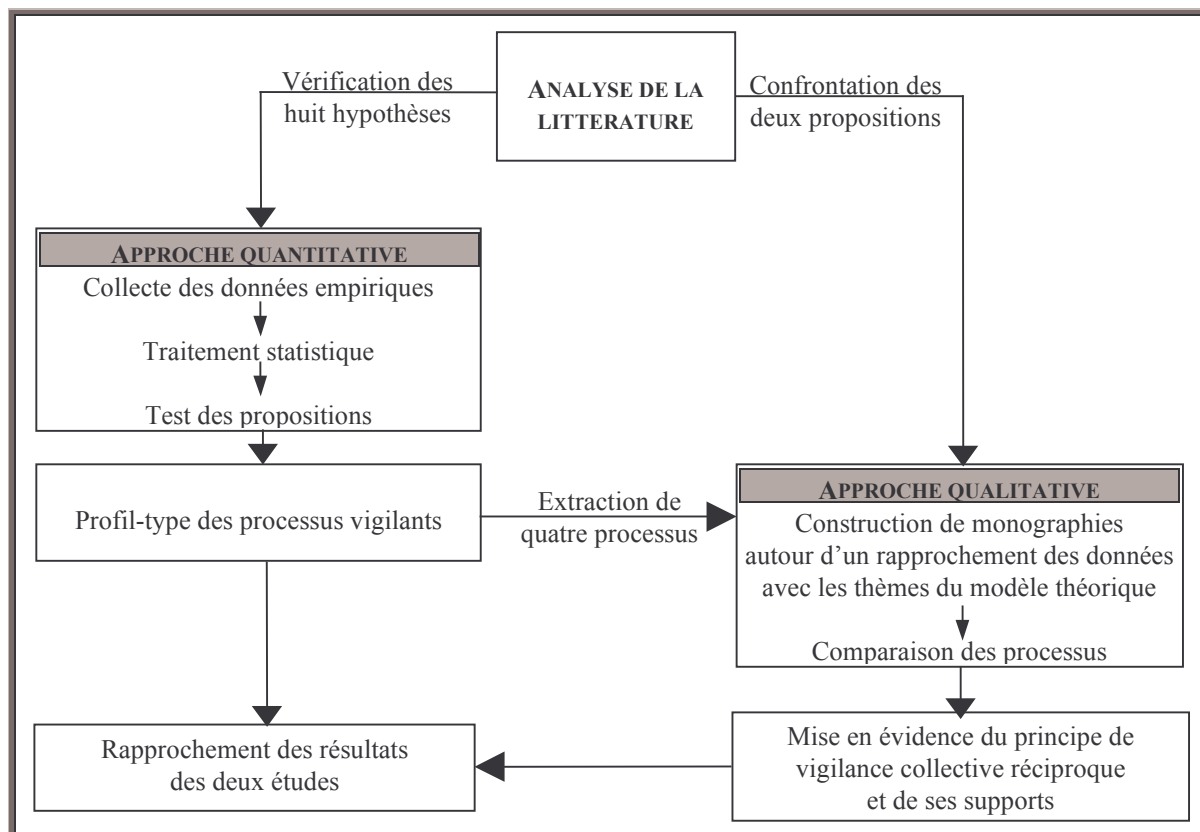 Vérification des
huit hypothèses
ANALYSE DE LA
LITTERATURE
Confrontation des
deux propositions
APPROCHE QUANTITATIVE
Collecte des données empiriques
Traitement statistique
Test des propositions
Profil-type des processus vigilants
Extraction de
quatre processus
APPROCHE QUALITATIVE
Construction de monographies
autour d’un rapprochement des données
avec les thèmes du modèle théorique
Comparaison des processus
Rapprochement des résultats
des deux études
Mise en évidence du principe de
vigilance collective réciproque
et de ses supports